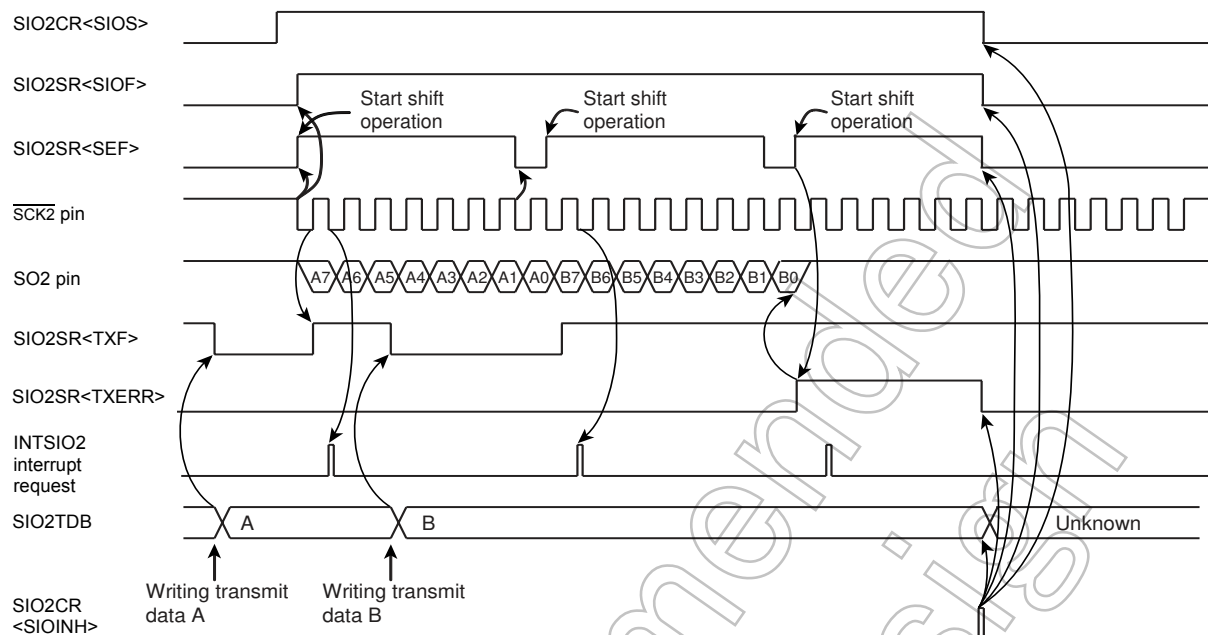 SIO2CR<SIOS>
SIO2SR<SIOF>
Start shift
operation
Start shift
operation
Start shift
operation
SIO2SR<SEF>
SCK2 pin
SO2 pin
A7 A6 A5 A4 A3 A2 A1 A0 B7 B6 B5 B4 B3 B2 B1 B0
SIO2SR<TXF>
SIO2SR<TXERR>
INTSIO2
interrupt
request
SIO2TDB
A
B
Unknown
Writing transmit
data A
Writing transmit
data B
SIO2CR
<SIOINH>
mended
sign